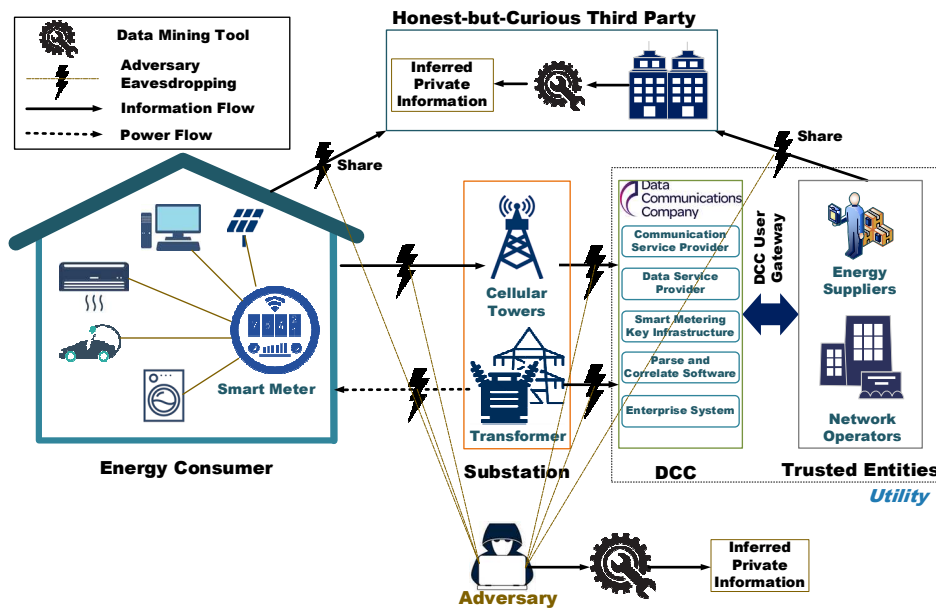 Honest-but-Curious Third Party
Data Mining Tool
Adversary
Eavesdropping
Information Flow
Power Flow
Inferred
Private
Information
Share
Share
Data
Communications
Company
Communication
Service Provider
Data Service
Provider
Smart Metering
Key Infrastructure
Parse and
Correlate Software
Enterprise System
DCC User
Gateway
Energy
Suppliers
Network
Operators
Cellular
Towers
Transformer
Smart Meter
Energy Consumer
Substation
DCC
Trusted Entities
Utility
Adversary
Inferred
Private
Information